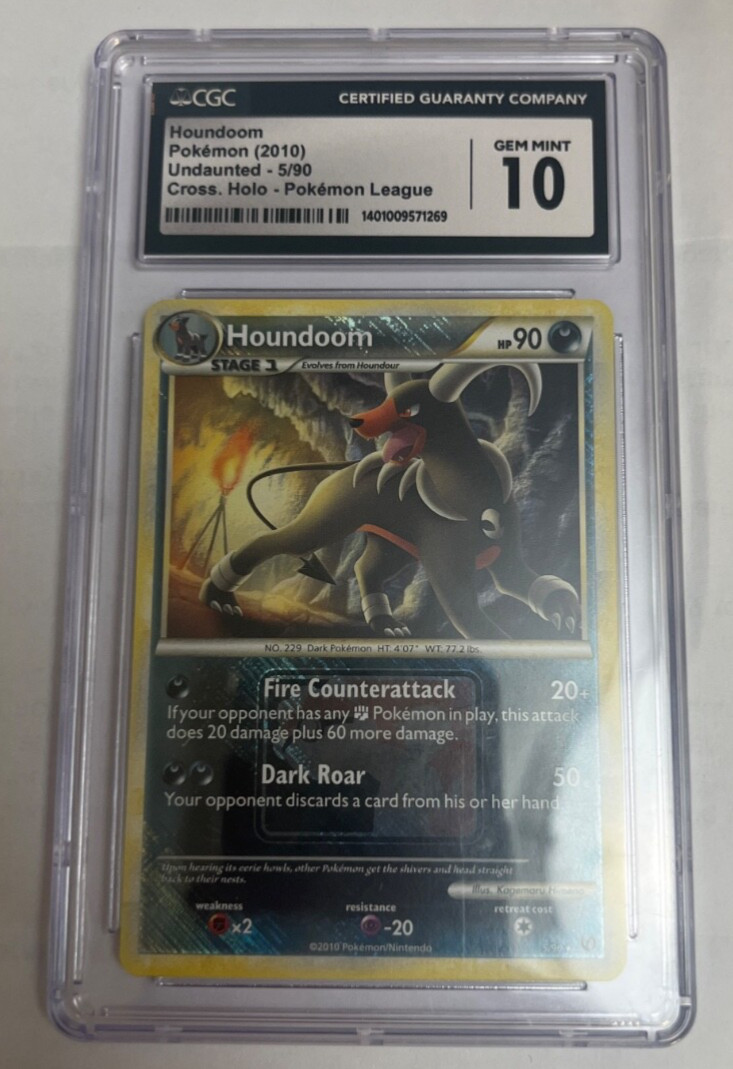 CGC CERTIFIED GUARANTY COMPANY
Houndoom
Pokémon (2010)
Undaunted - 5/90
Cross. Holo - Pokémon League
1401009571269
GEM MINT
10
Houndoom HP 90
STAGE 1 Evolves from Houndour
NO. 229 Dark Pokémon HT: 4'07" WT: 77.2 lbs.
Fire Counterattack 20+
If your opponent has any Pokémon in play, this attack
does 20 damage plus 60 more damage.
Dark Roar 50
Your opponent discards a card from his or her hand
Upon hearing its eerie howls, other Pokémon get the shivers and head straight
back to their nests.
Illus. Kagemaru
weakness resistance retreat cost
x2 -20
©2010 Pokémon/Nintendo